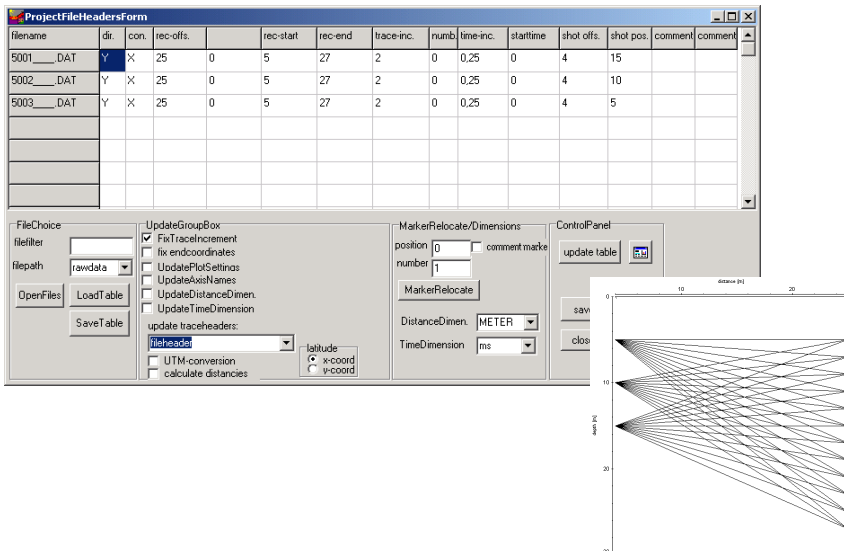 ProjectFileHeadersForm
filename dir. con. rec-offs. rec-start rec-end trace-inc. numb. time-inc. starttime shot offs. shot pos. comment comment
5001____.DAT Y X 25 0 5 27 2 0 0,25 0 4 15
5002____.DAT Y X 25 0 5 27 2 0 0,25 0 4 10
5003____.DAT Y X 25 0 5 27 2 0 0,25 0 4 5
FileChoice
filefilter
filepath rawdata
OpenFiles LoadTable
SaveTable
UpdateGroupBox
FixTraceIncrement
fix endcoordinates
UpdatePlotSettings
UpdateAxisNames
UpdateDistanceDimen.
UpdateTimeDimension
update traceheaders:
fileheader
UTM-conversion
calculate distancies
latitude
x-coord
y-coord
MarkerRelocate/Dimensions
position 0 comment marke
number 1
MarkerRelocate
DistanceDimen. METER
TimeDimension ms
ControlPanel
update table
save
close
distance [m]
10 20
0
10
depth [m]
20
30